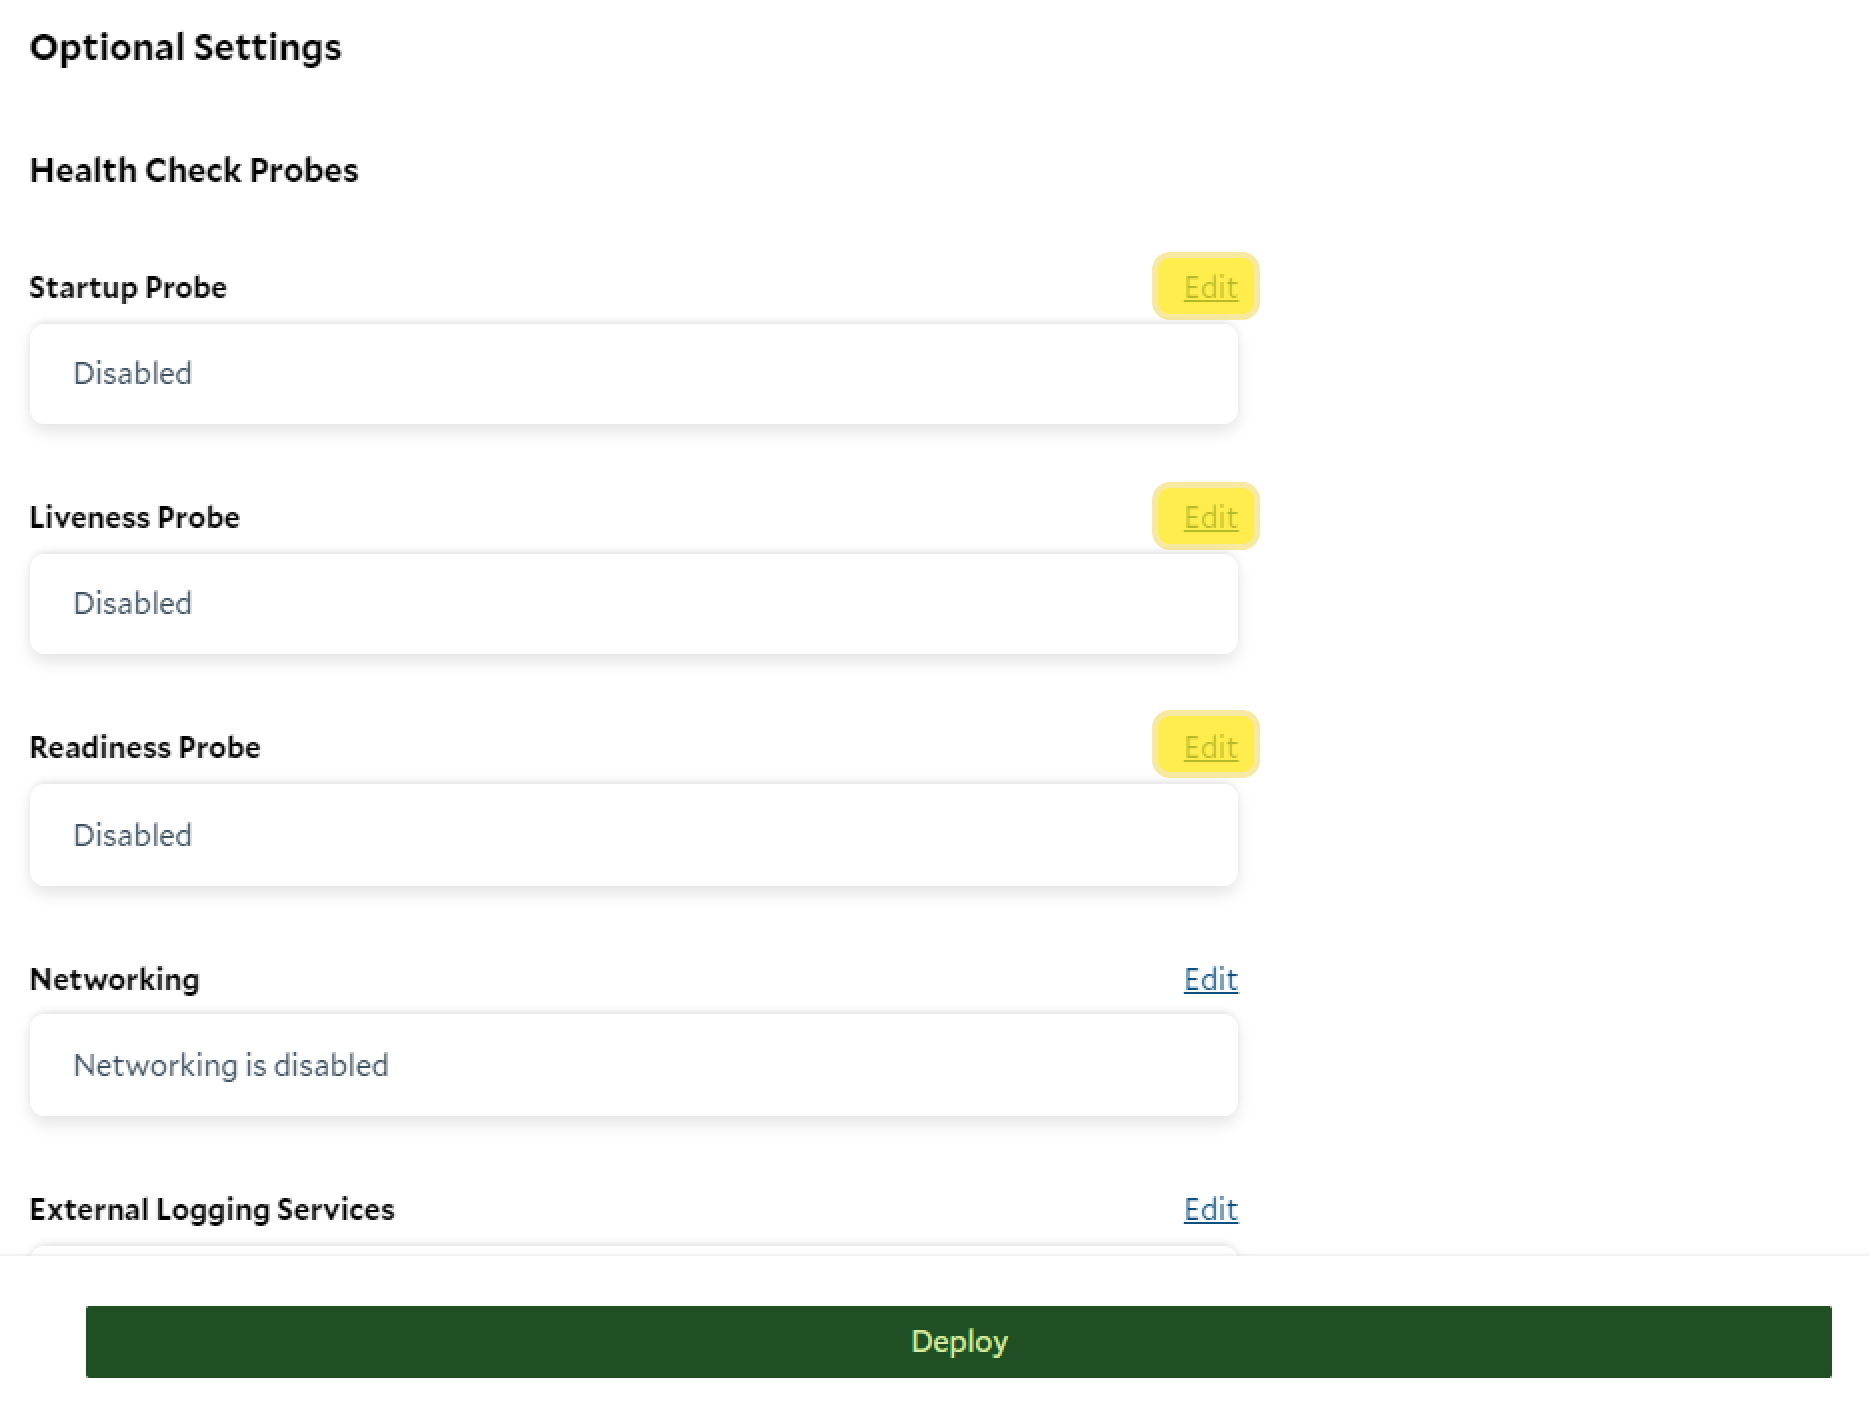 Optional Settings
Health Check Probes
Startup Probe
Edit
Disabled
Liveness Probe
Edit
Disabled
Readiness Probe
Edit
Disabled
Networking
Edit
Networking is disabled
External Logging Services
Edit
Deploy